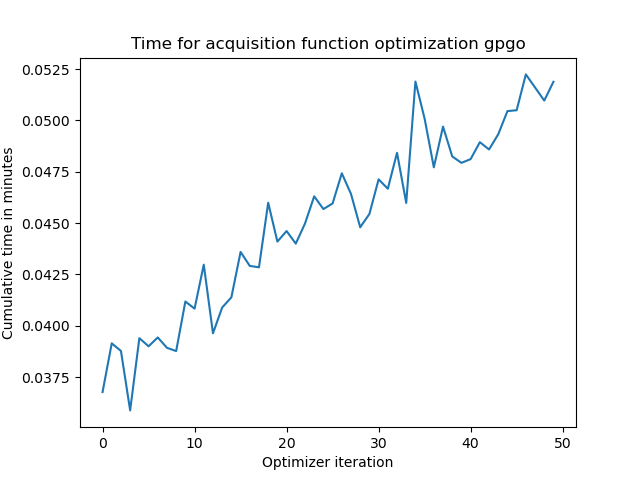 Time for acquisition function optimization gpgo
0.0525
0.0500
0.0475
0.0450
0.0425
0.0400
0.0375
Cumulative time in minutes
0 10 20 30 40 50
Optimizer iteration